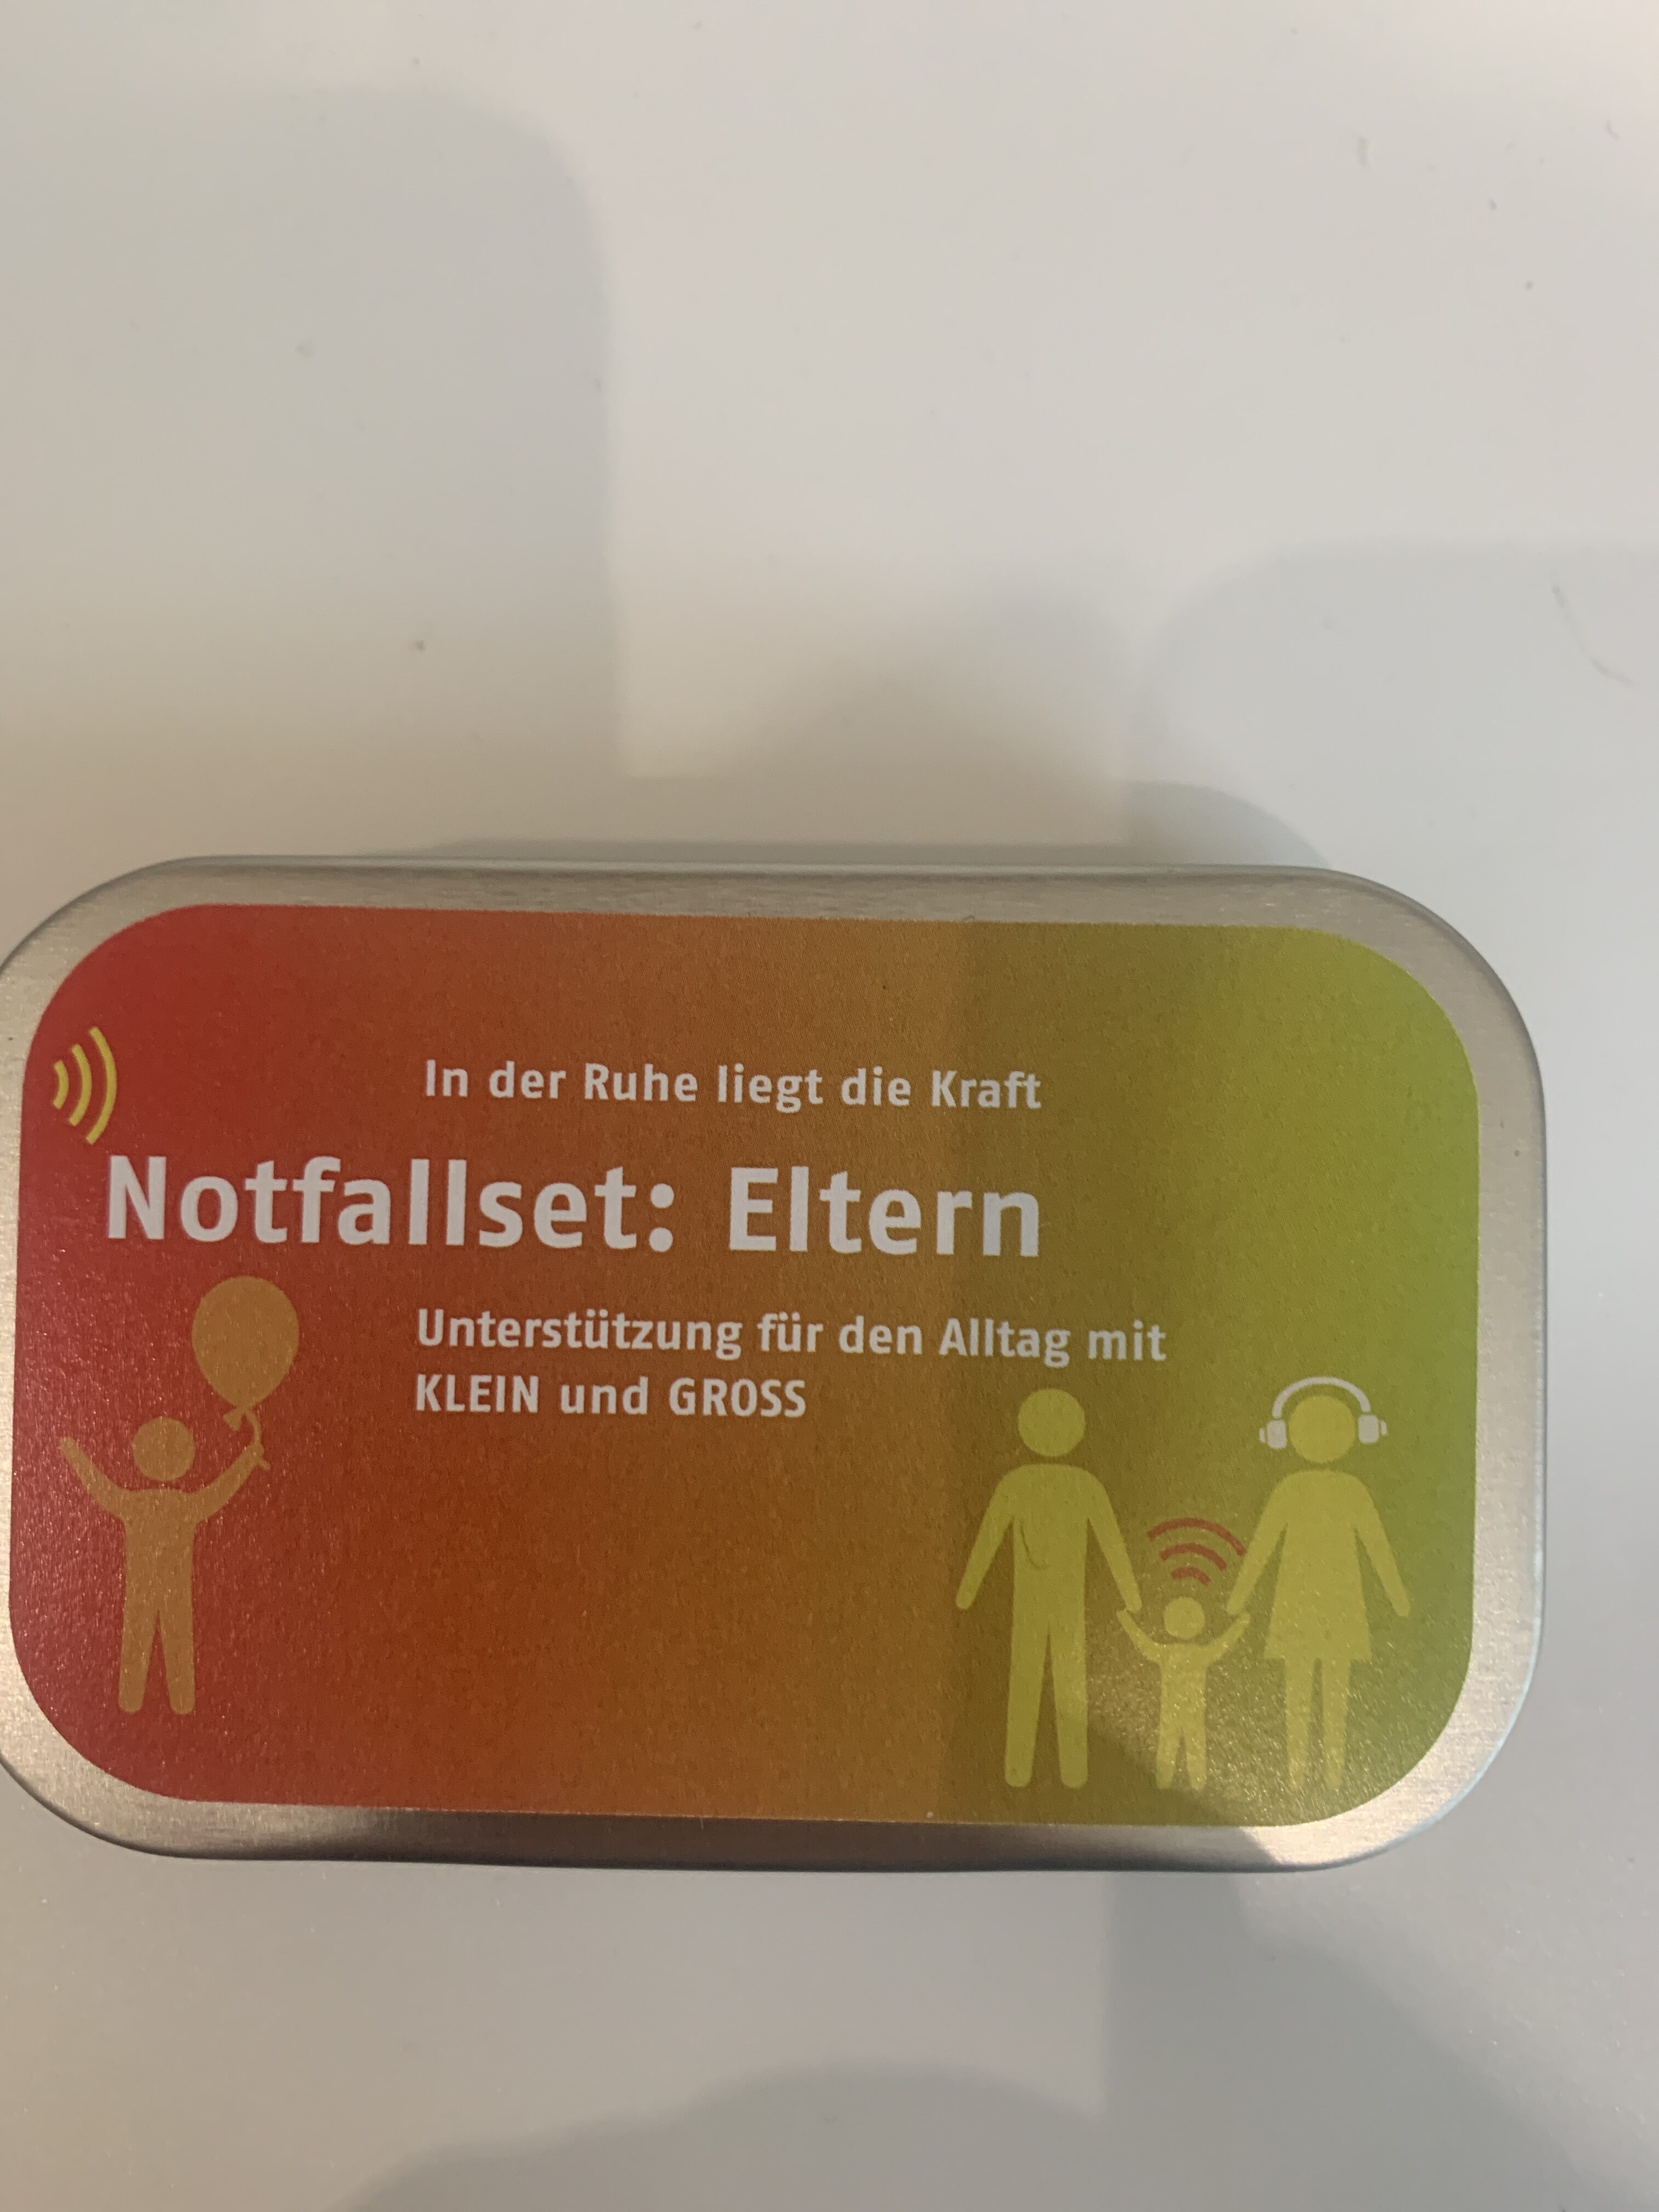 In der Ruhe liegt die Kraft
Notfallset: Eltern
Unterstützung für den Alltag mit
KLEIN und GROSS